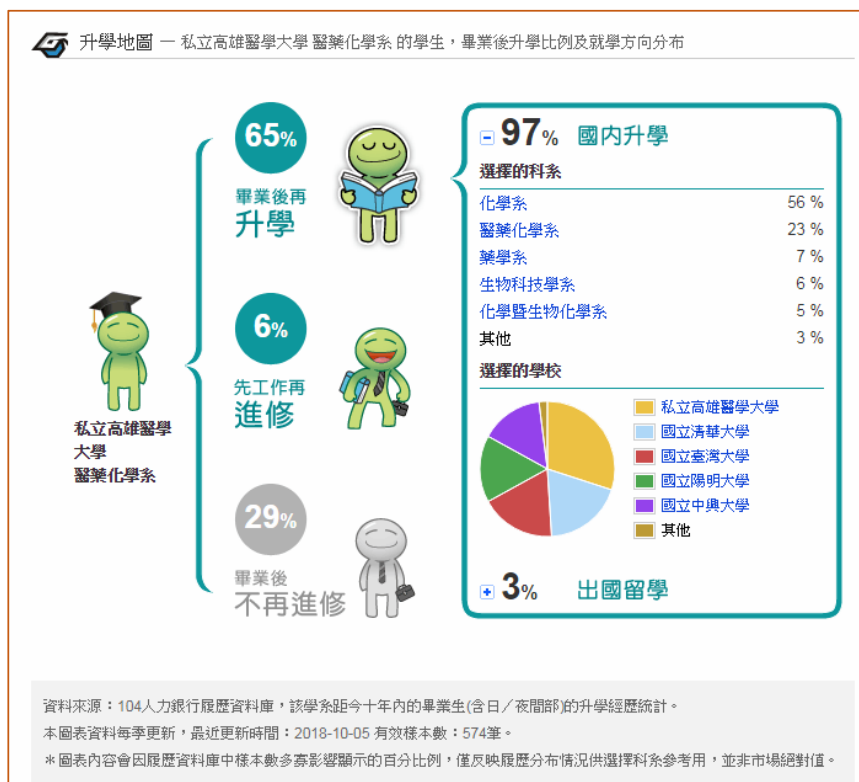 升學地圖 — 私立高雄醫學大學 醫藥化學系 的學生，畢業後升學比例及就學方向分布
65%
畢業後再
升學
6%
先工作再
進修
29%
畢業後
不再進修
私立高雄醫學
大學
醫藥化學系
97% 國內升學
選擇的科系
化學系 56 %
醫藥化學系 23 %
藥學系 7 %
生物科技學系 6 %
化學暨生物化學系 5 %
其他 3 %
選擇的學校
私立高雄醫學大學
國立清華大學
國立臺灣大學
國立陽明大學
國立中興大學
其他
3% 出國留學
資料來源：104人力銀行履歷資料庫，該學系距今十年內的畢業生(含日／夜間部)的升學經歷統計。
本圖表資料每季更新，最近更新時間：2018-10-05 有效樣本數：574筆。
＊圖表內容會因履歷資料庫中樣本數多寡影響顯示的百分比例，僅反映履歷分布情況供選擇科系參考用，並非市場絕對值。